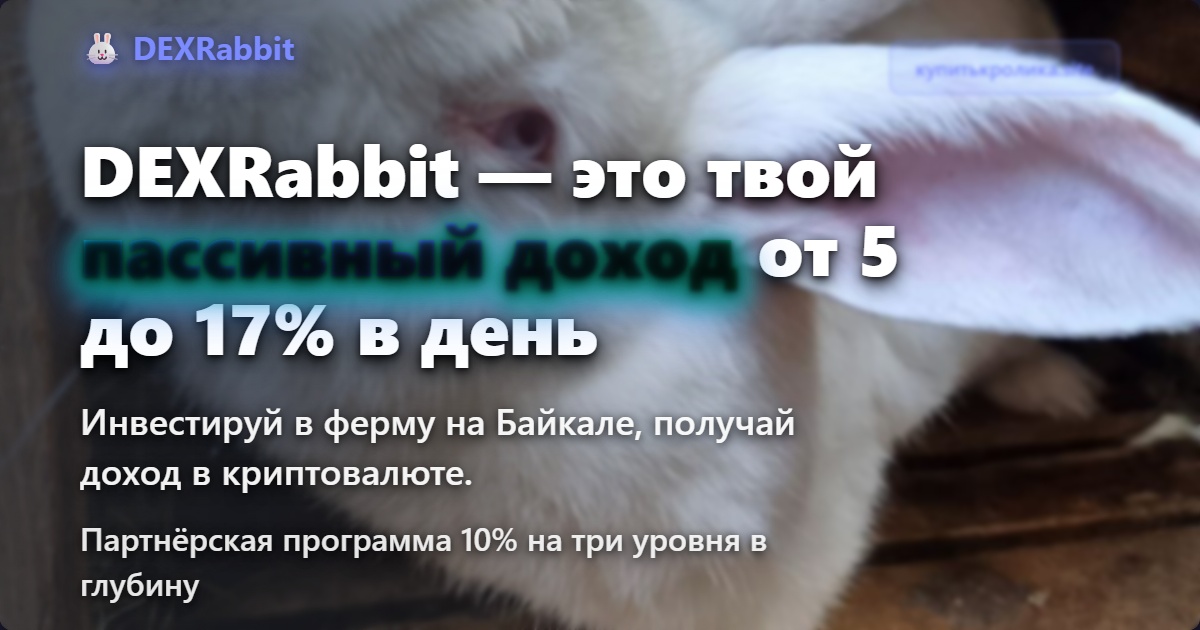 DEXRabbit
DEXRabbit — это твой
пассивный доход от 5
до 17% в день
Инвестируй в ферму на Байкале, получай
доход в криптовалюте.
Партнёрская программа 10% на три уровня в
глубину